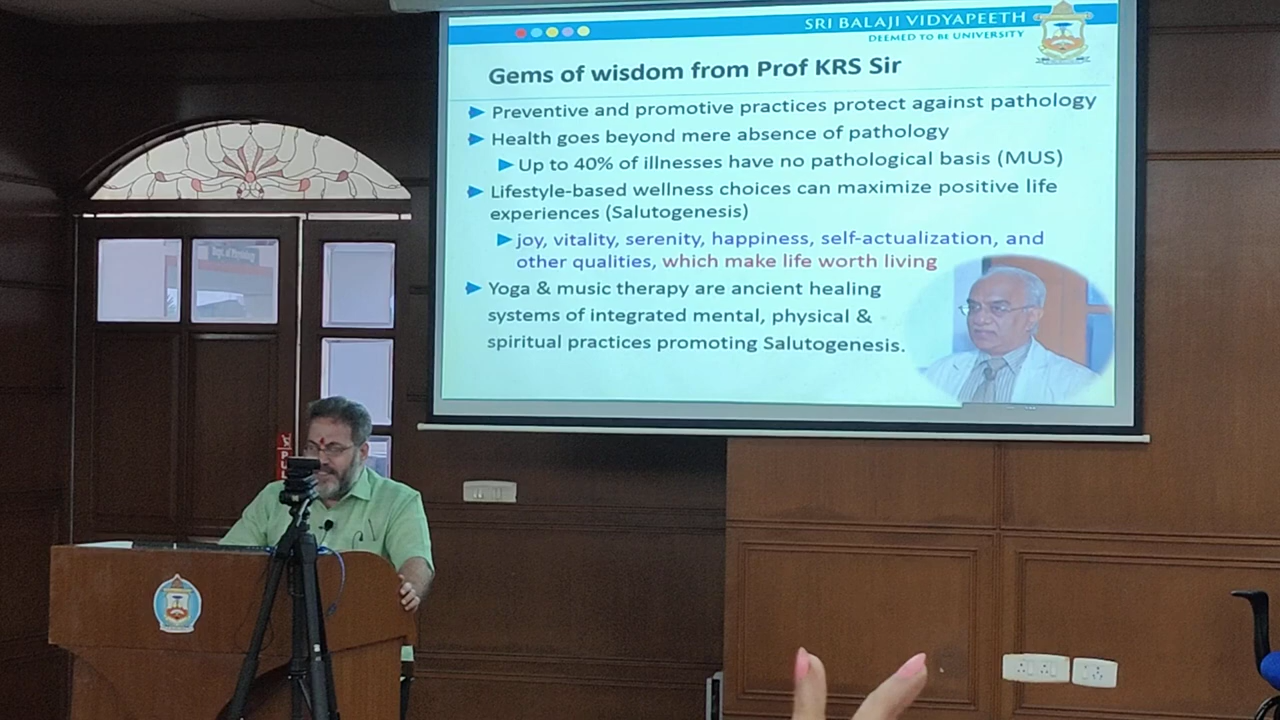 SRI BALAJI VIDYAPEETH
DEEMED TO BE UNIVERSITY
Gems of wisdom from Prof KRS Sir
Preventive and promotive practices protect against pathology
Health goes beyond mere absence of pathology
Up to 40% of illnesses have no pathological basis (MUS)
Lifestyle-based wellness choices can maximize positive life
experiences (Salutogenesis)
joy, vitality, serenity, happiness, self-actualization, and
other qualities, which make life worth living
Yoga & music therapy are ancient healing
systems of integrated mental, physical &
spiritual practices promoting Salutogenesis.
Dept. of Physiology